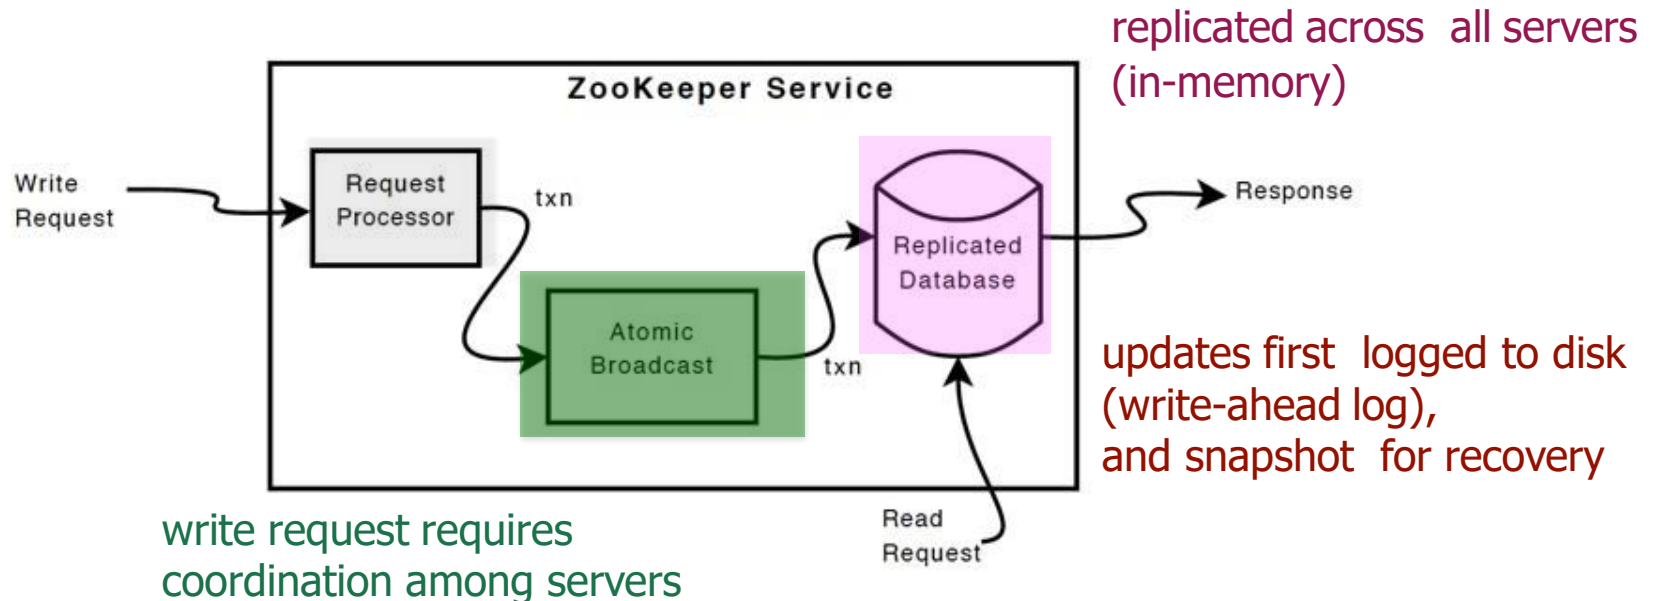 replicated across all servers
(in-memory)
ZooKeeper Service
Write
Request
Request
Processor
txn
Atomic
Broadcast
txn
Replicated
Database
Response
updates first logged to disk
(write-ahead log),
and snapshot for recovery
Read
Request
write request requires
coordination among servers